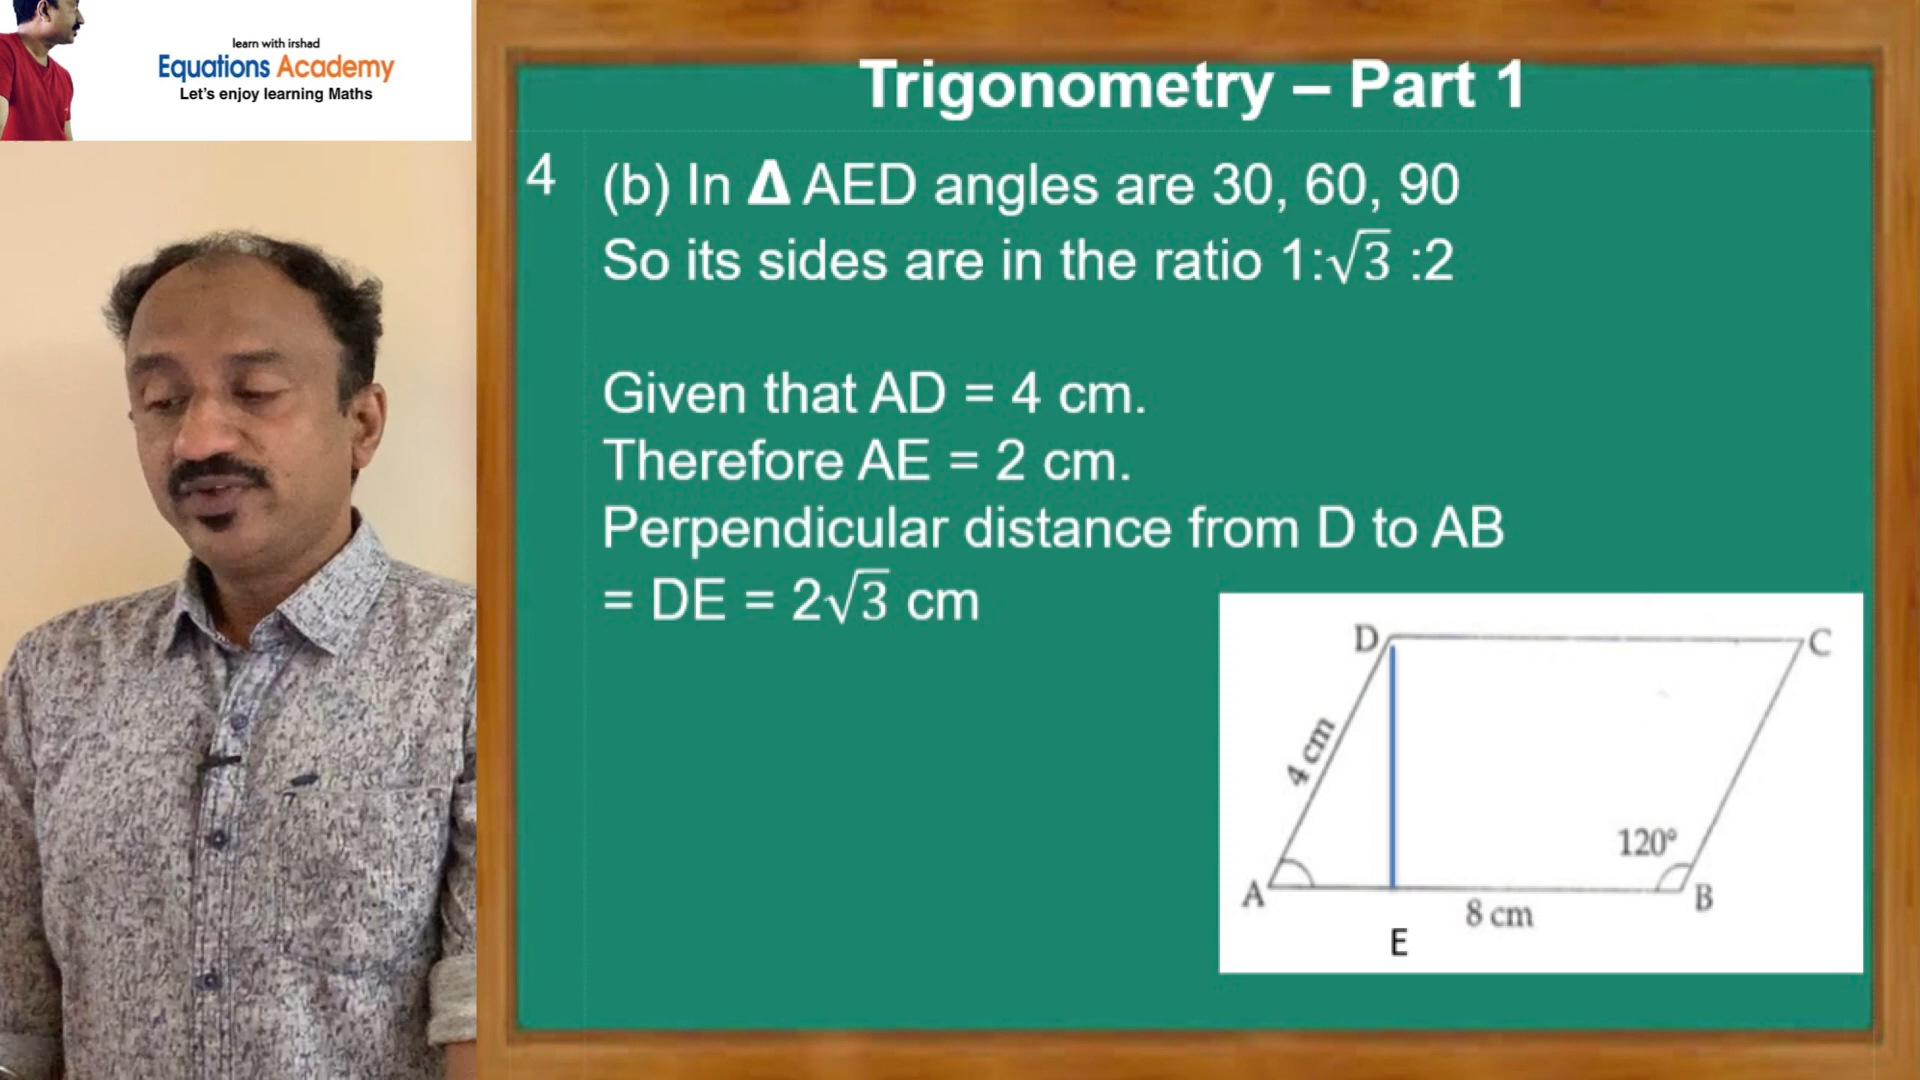 learn with irshad
Equations Academy
Let's enjoy learning Maths
Trigonometry – Part 1
4
(b) In Δ AED angles are 30, 60, 90
So its sides are in the ratio 1:√3 :2
Given that AD = 4 cm.
Therefore AE = 2 cm.
Perpendicular distance from D to AB
= DE = 2√3 cm
D
C
4 cm
120°
A
B
8 cm
E